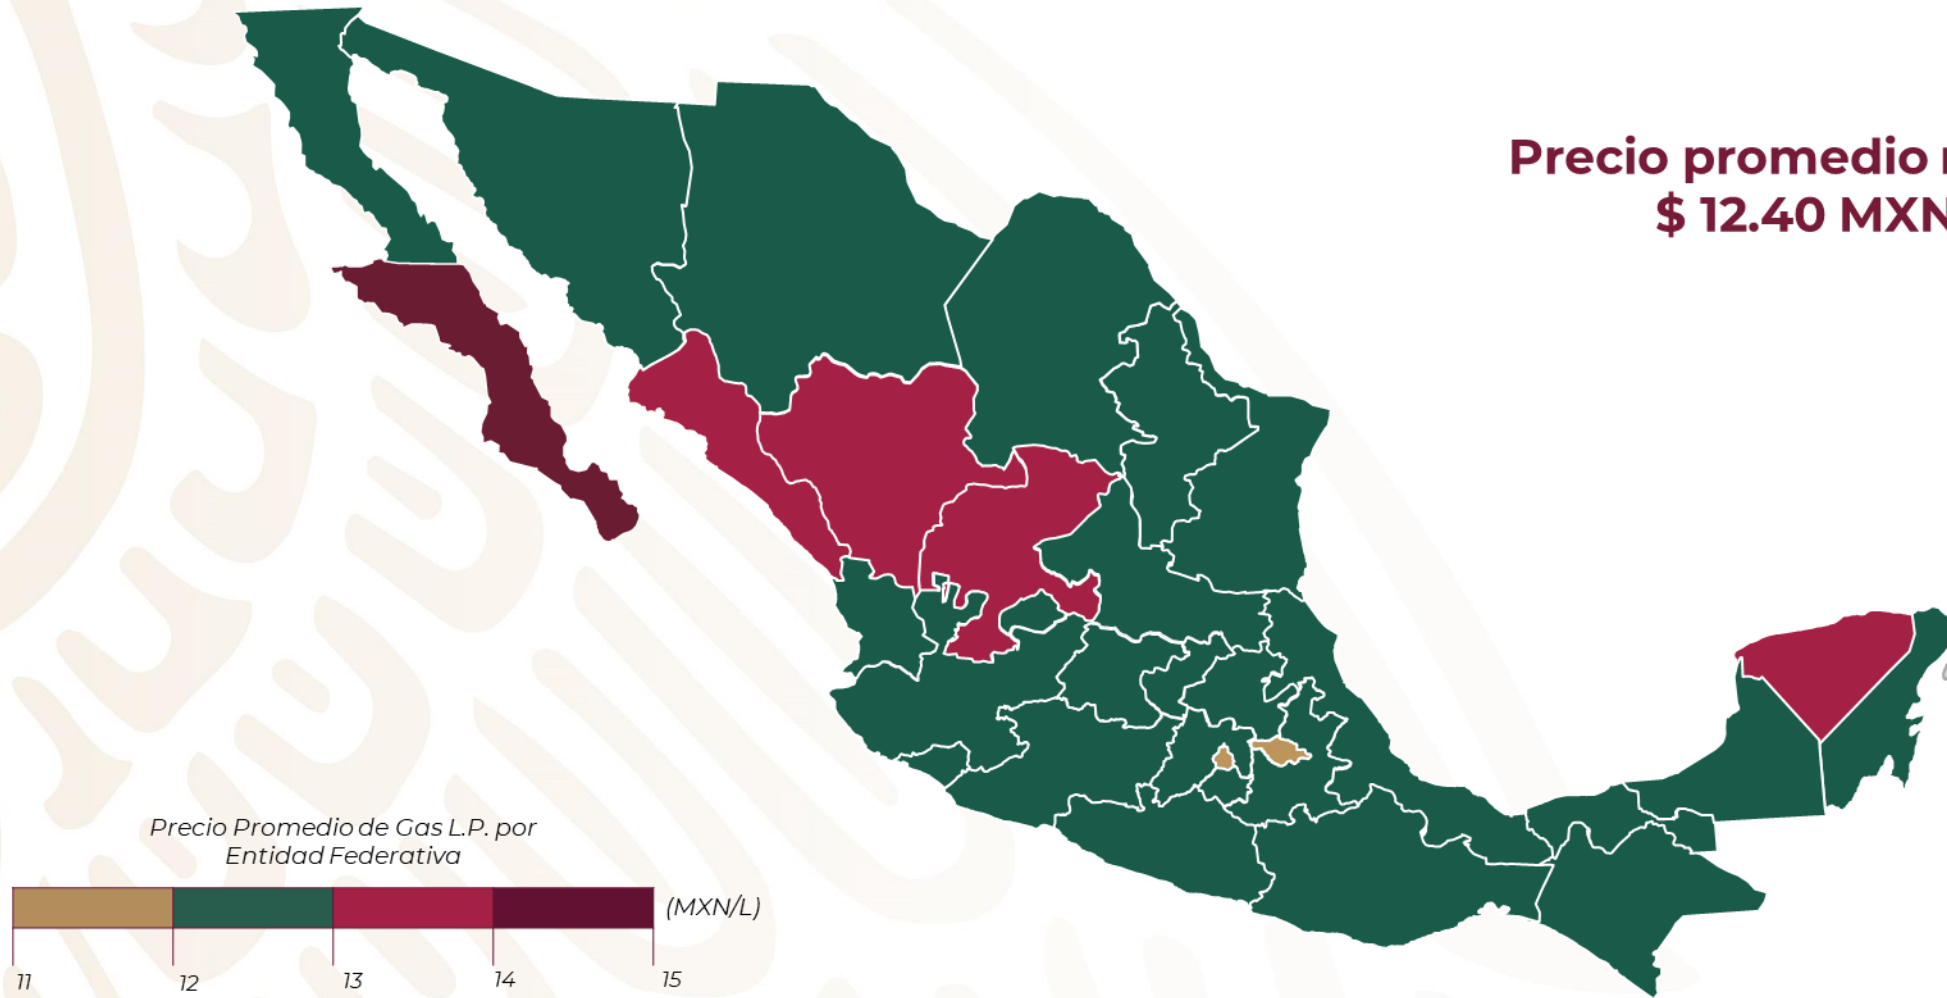 Precio promedio
$ 12.40 MXN
Precio Promedio de Gas L.P. por
Entidad Federativa
(MXN/L)
11 12 13 14 15